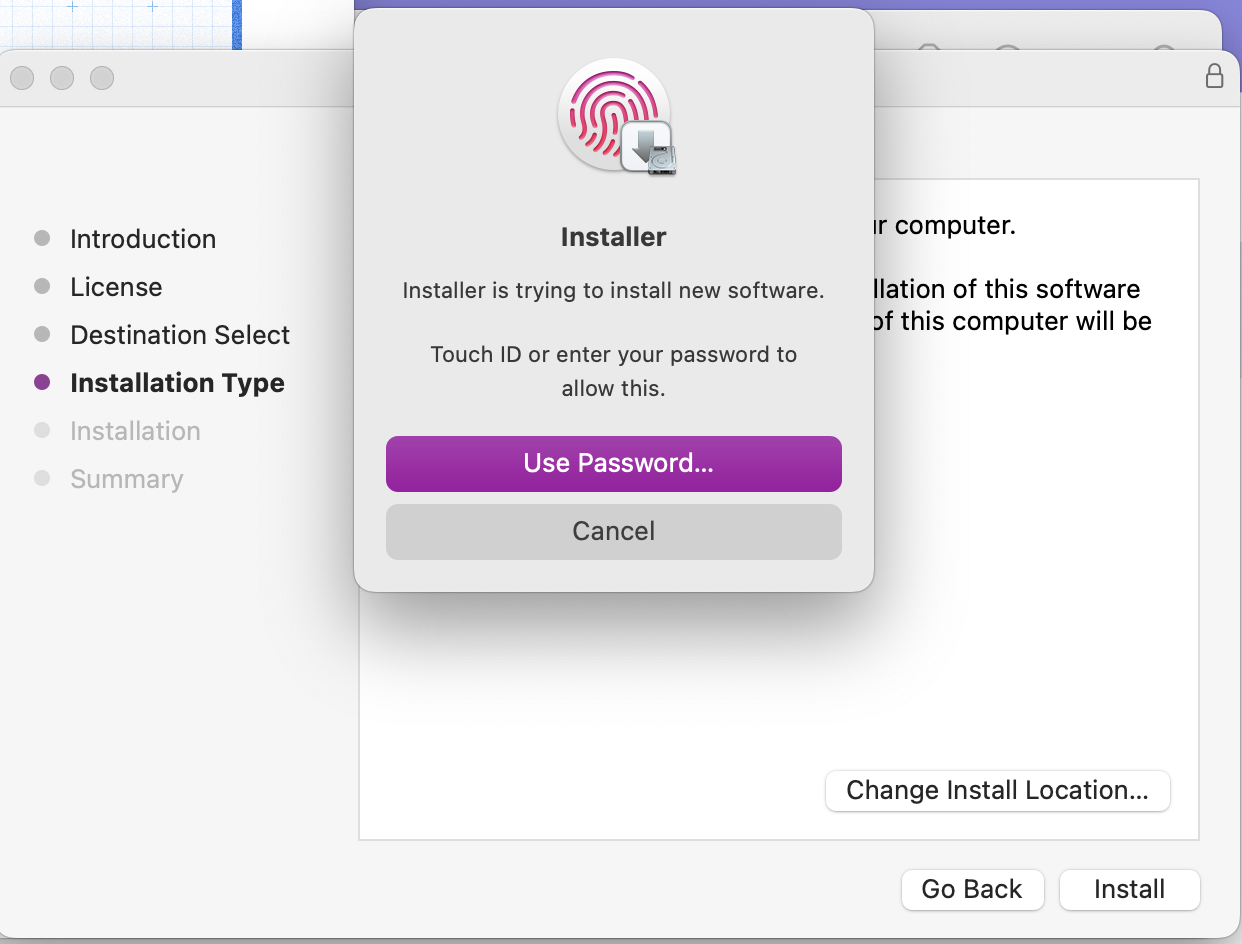 Installer
Installer is trying to install new software.
Touch ID or enter your password to
allow this.
Use Password...
Cancel
Introduction
License
Destination Select
Installation Type
Installation
Summary
computer.
of this software
of this computer will be
Change Install Location...
Go Back
Install